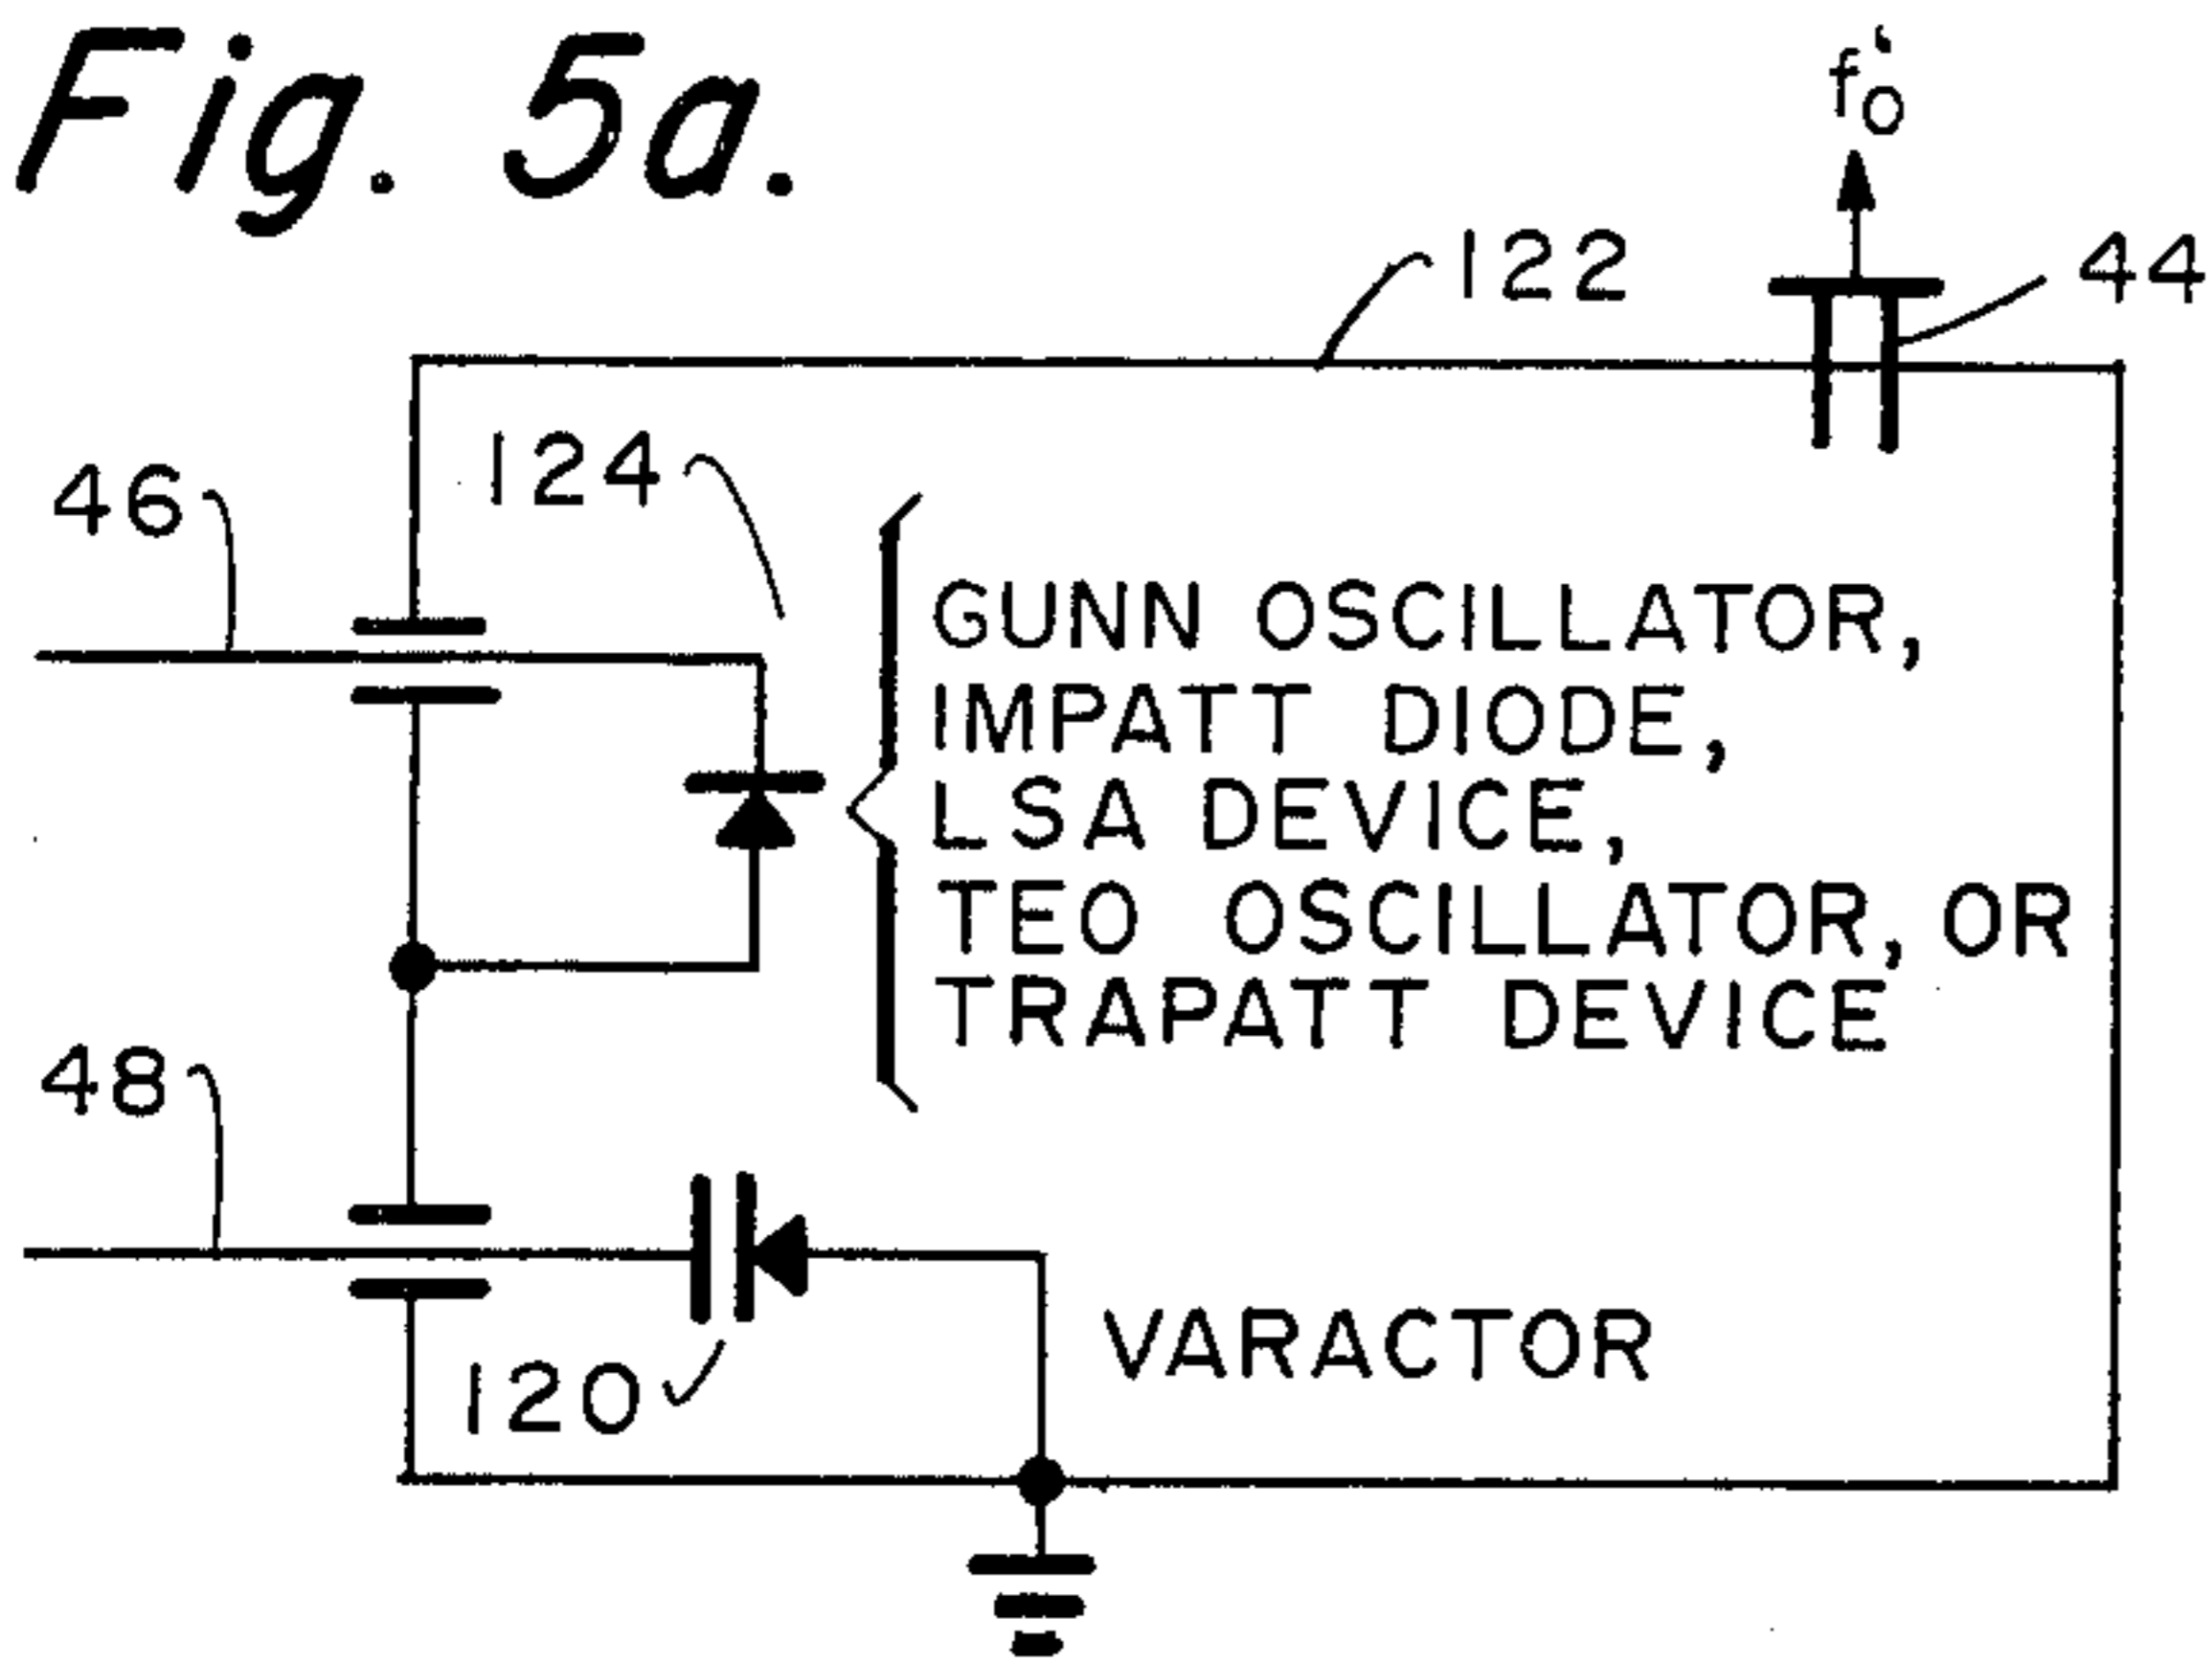 Fig. 5a.
f'o
122
44
124
46
GUNN OSCILLATOR,
IMPATT DIODE,
LSA DEVICE,
TEO OSCILLATOR, OR
TRAPATT DEVICE
48
VARACTOR
120